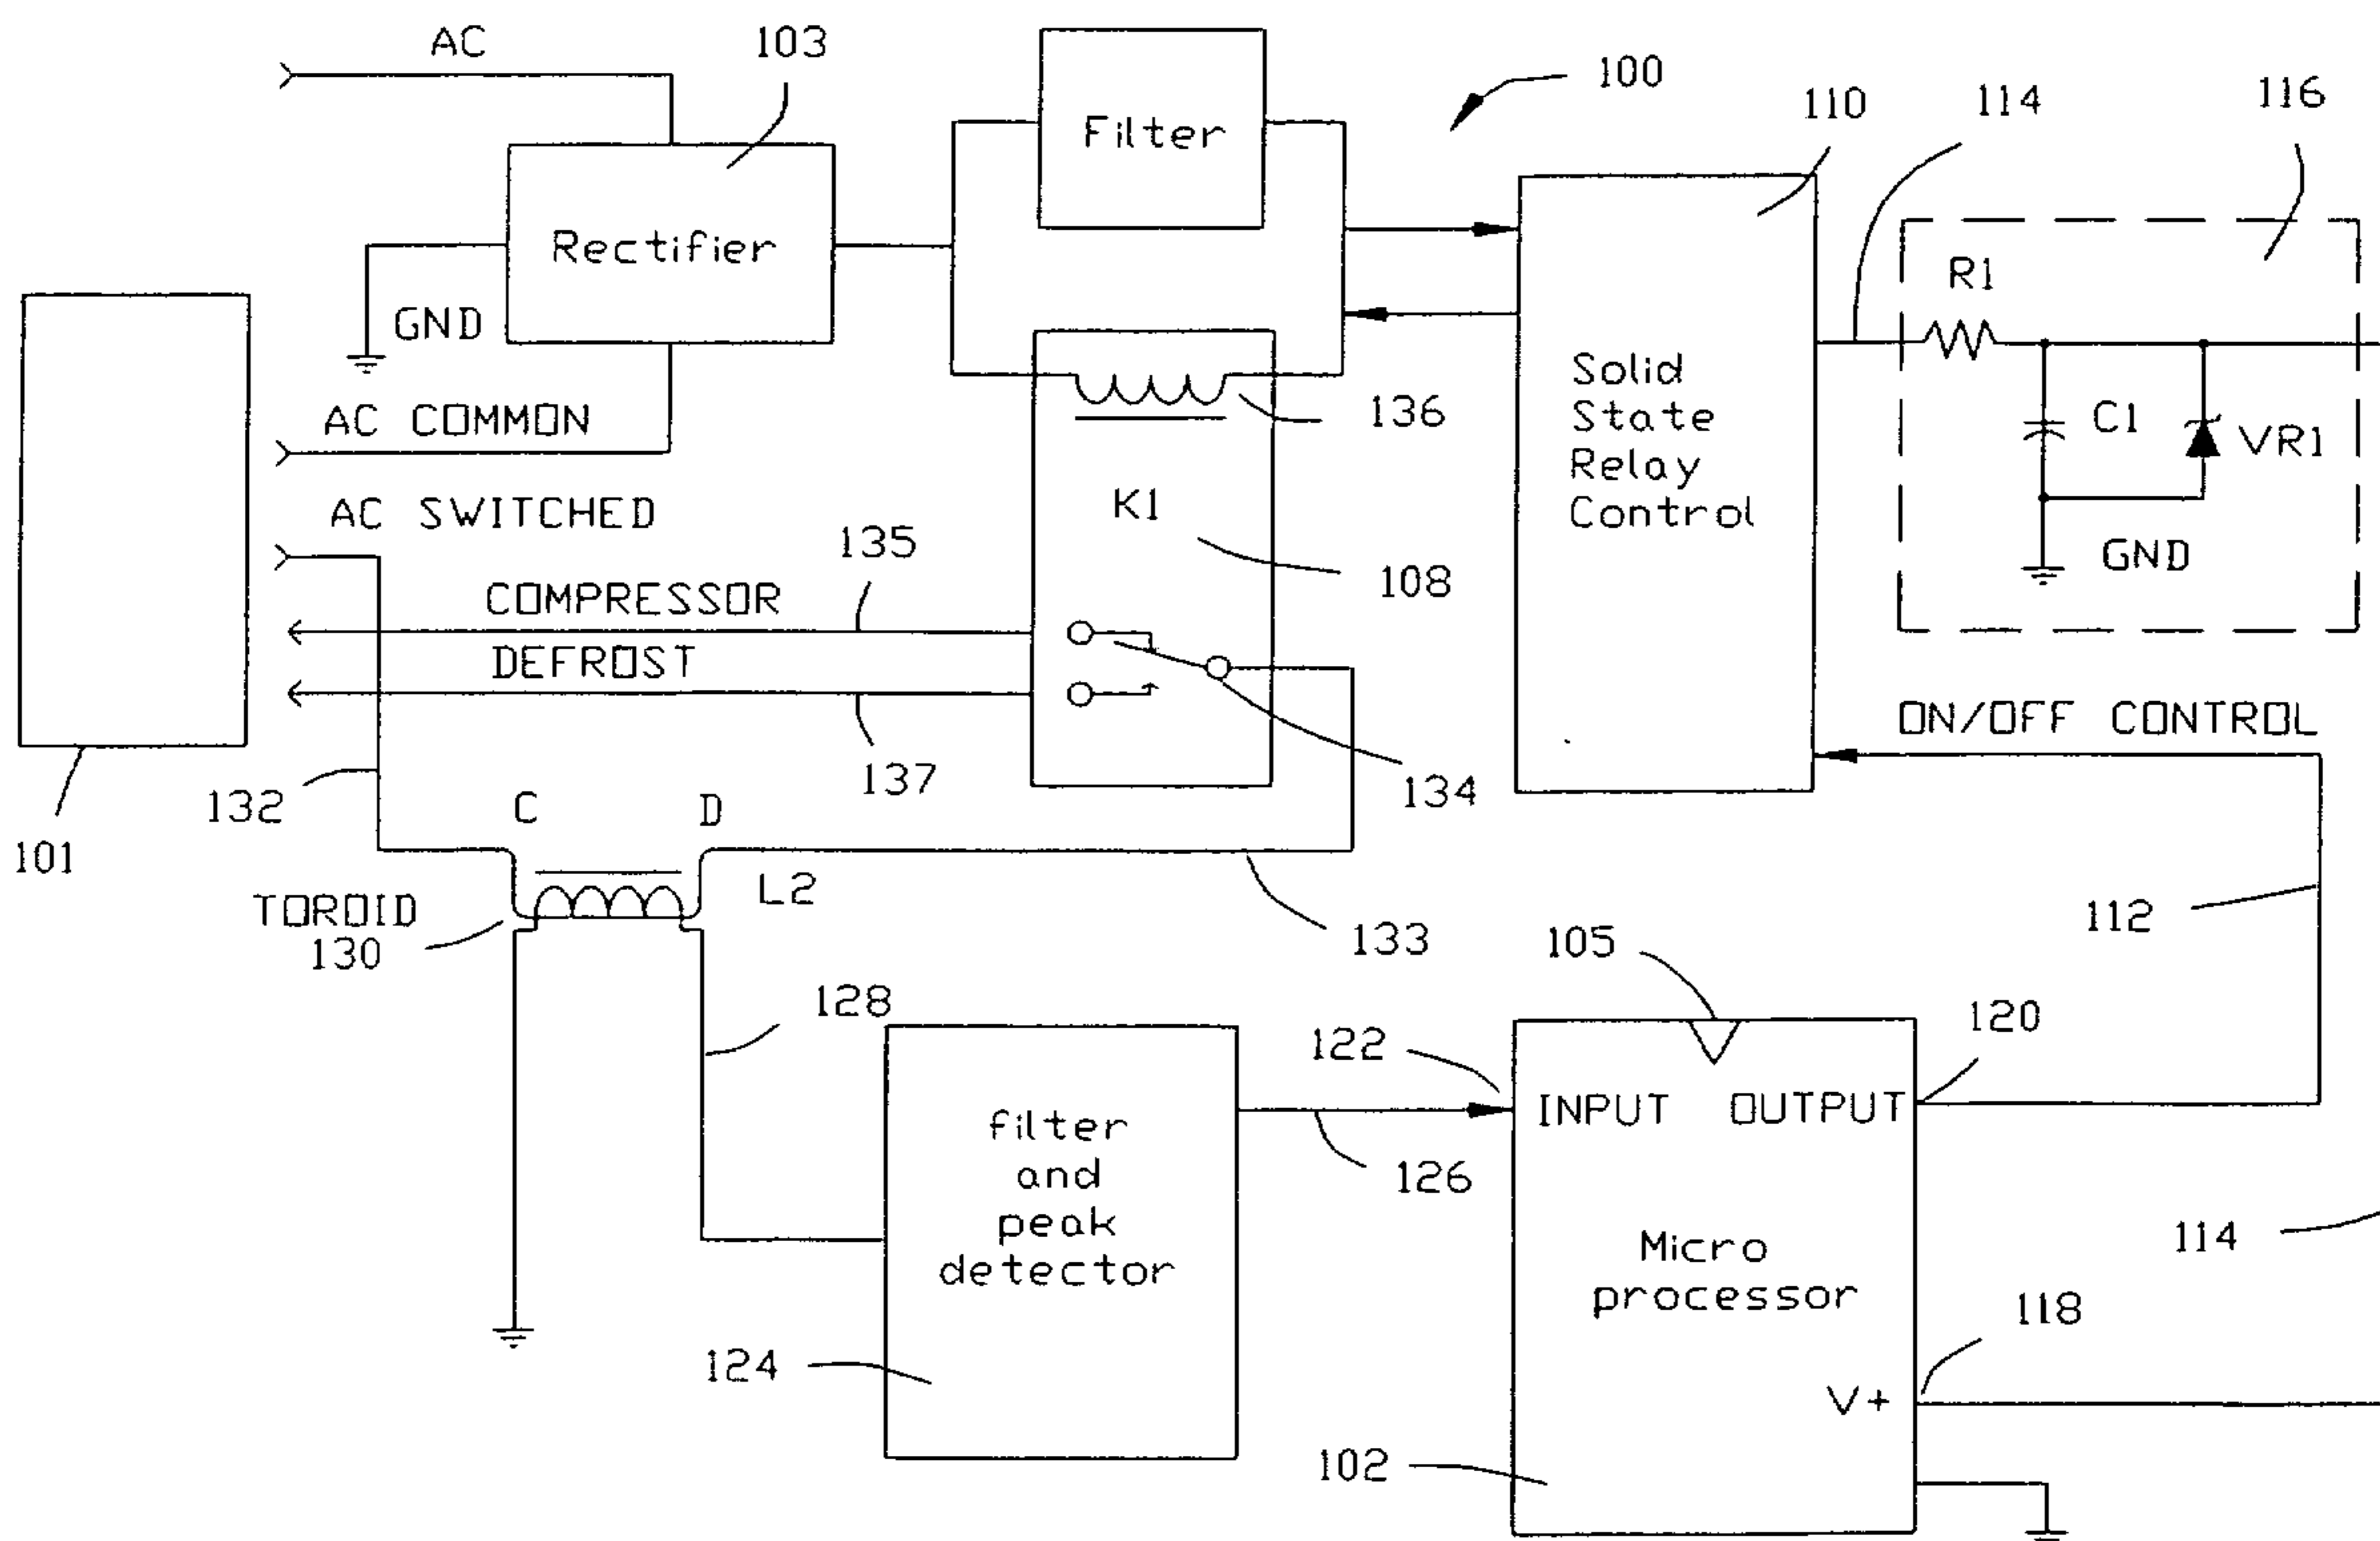 AC
103
Filter
100
110
114
116
Rectifier
GND
R1
AC COMMON
136
Solid
State
Relay
Control
C1
VR1
GND
AC SWITCHED
K1
135
108
COMPRESSOR
DEFROST
137
134
ON/OFF CONTROL
132
C
D
101
L2
TOROID
130
133
112
105
128
122
120
INPUT
OUTPUT
filter
and
peak
detector
126
Micro
processor
114
118
124
V+
102